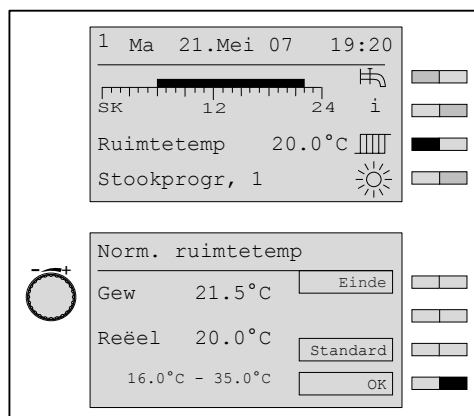 1 Ma 21.Mei 07 19:20
SK 12 24 i
Ruimtetemp 20.0°C
Stookprogr, 1
Norm. ruimtetemp
- +
Gew 21.5°C Einde
Reëel 20.0°C
Standard
16.0°C - 35.0°C OK